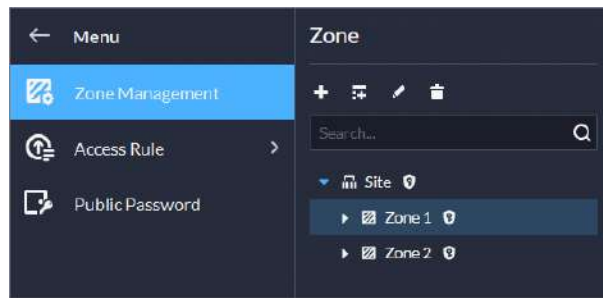 Menu
Zone Management
Access Rule
Public Password
Zone
Search...
Site
Zone 1
Zone 2